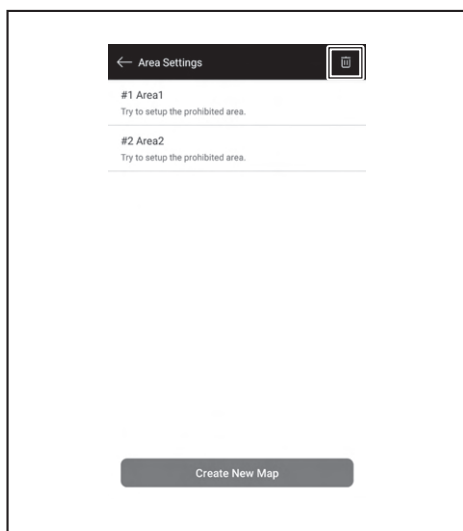 Area Settings
#1 Area1
Try to setup the prohibited area.
#2 Area2
Try to setup the prohibited area.
Create New Map